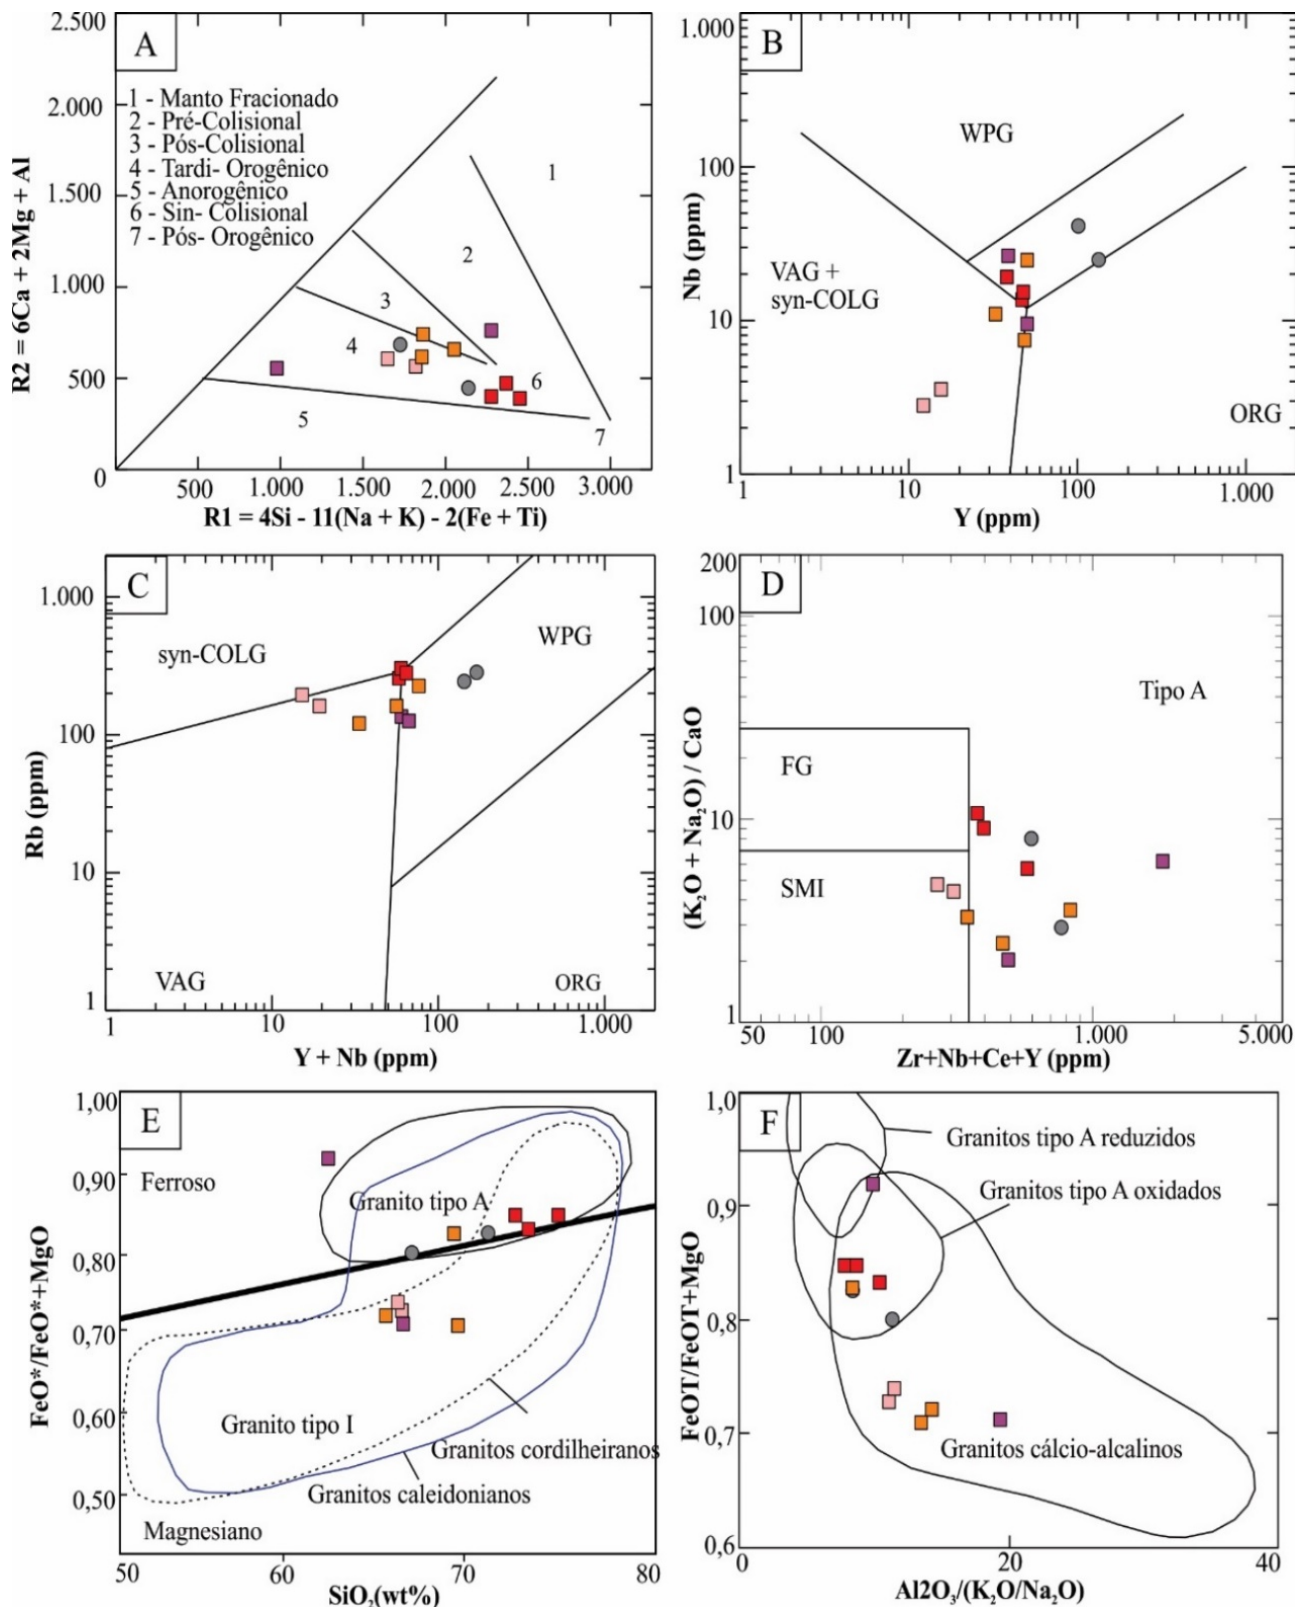 A
2.500
2.000
1.500
1.000
500
0
1 - Manto Fracionado
2 - Pré-Colisional
3 - Pós-Colisional
4 - Tardi- Orogênico
5 - Anorogênico
6 - Sin- Colisional
7 - Pós- Orogênico
1
2
3
4
5
6
7
500 1.000 1.500 2.000 2.500 3.000
R2 = 6Ca + 2Mg + Al
R1 = 4Si - 11(Na + K) - 2(Fe + Ti)
B
1.000
100
10
1
WPG
VAG +
syn-COLG
ORG
1 10 100 1.000
Nb (ppm)
Y (ppm)
C
1.000
100
10
1
syn-COLG
WPG
VAG
ORG
1 10 100 1.000
Rb (ppm)
Y + Nb (ppm)
D
200
100
10
1
Tipo A
FG
SMI
50 100 1.000 5.000
(K₂O + Na₂O) / CaO
Zr+Nb+Ce+Y (ppm)
E
1,00
0,90
0,80
0,70
0,60
0,50
Ferroso
Granito tipo A
Granito tipo I
Granitos cordilheiranos
Granitos caleidonianos
Magnesiano
50 60 70 80
FeO*/FeO*+MgO
SiO₂(wt%)
F
1,0
0,9
0,8
0,7
0,6
Granitos tipo A reduzidos
Granitos tipo A oxidados
Granitos cálcio-alcalinos
0 20 40
FeOT/FeOT+MgO
Al2O₃/(K₂O/Na₂O)